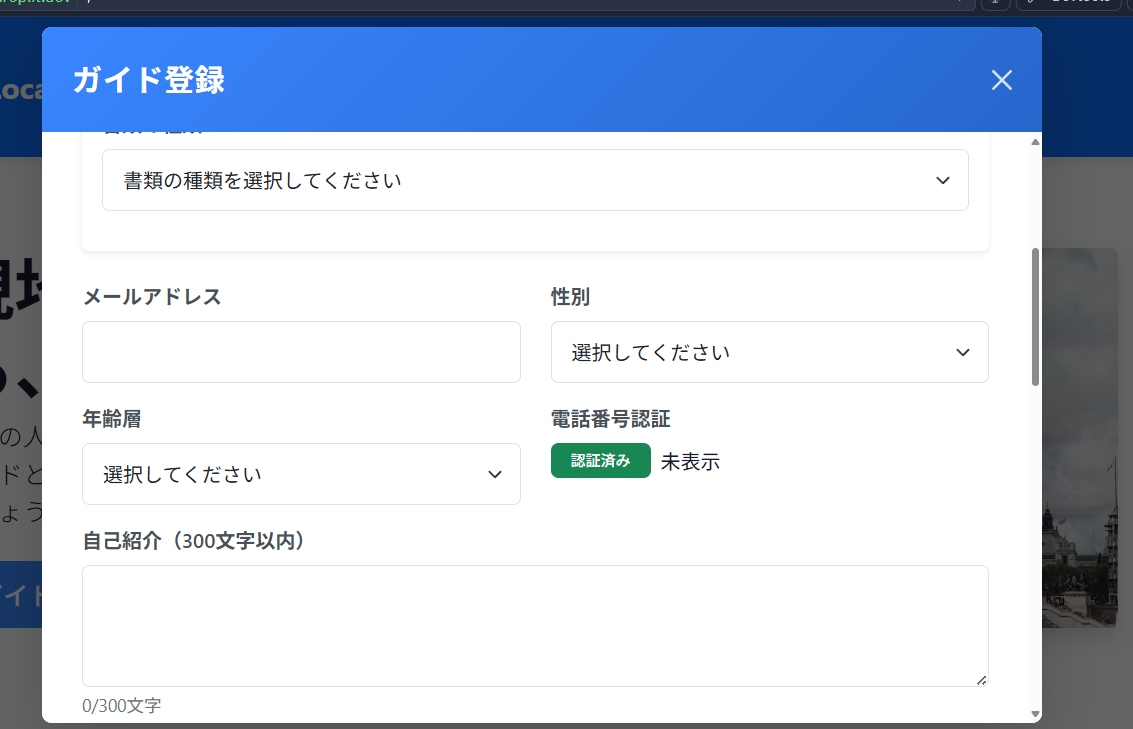 ガイド登録
書類の種類を選択してください
メールアドレス
性別
選択してください
年齢層
電話番号認証
選択してください
認証済み 未表示
自己紹介（300文字以内）
0/300文字